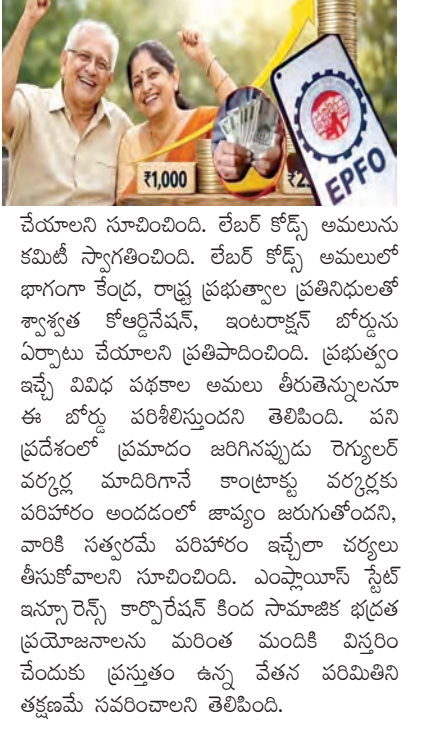 ₹1,000
EPFO
చేయాలని సూచించింది. లేబర్ కోడ్స్ అమలును
కమిటీ స్వాగతించింది. లేబర్ కోడ్స్ అమలులో
భాగంగా కేంద్ర, రాష్ట్ర ప్రభుత్వాల ప్రతినిధులతో
శ్వాశ్వత కోఆర్డినేషన్, ఇంటరాక్షన్ బోర్డును
ఏర్పాటు చేయాలని ప్రతిపాదించింది. ప్రభుత్వం
ఇచ్చే వివిధ పథకాల అమలు తీరుతెన్నులనూ
ఈ బోర్డు పరిశీలిస్తుందని తెలిపింది. పని
ప్రదేశంలో ప్రమాదం జరిగినప్పుడు రెగ్యులర్
వర్కర్ల మాదిరిగానే కాంట్రాక్టు వర్కర్లకు
పరిహారం అందడంలో జాప్యం జరుగుతోందని,
వారికి సత్వరమే పరిహారం ఇచ్చేలా చర్యలు
తీసుకోవాలని సూచించింది. ఎంప్లాయీస్ స్టేట్
ఇన్సూరెన్స్ కార్పొరేషన్ కింద సామాజిక భద్రత
ప్రయోజనాలను మరింత మందికి విస్తరిం
చేందుకు ప్రస్తుతం ఉన్న వేతన పరిమితిని
తక్షణమే సవరించాలని తెలిపింది.